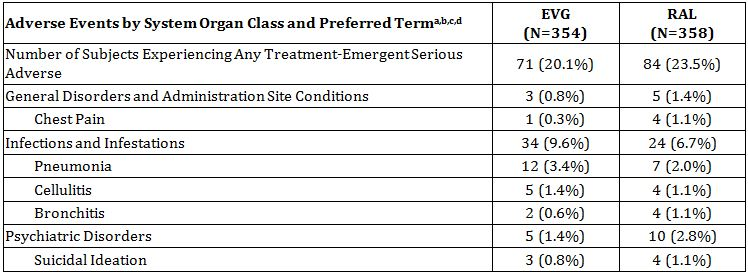 Adverse Events by System Organ Class and Preferred Term^a,b,c,d EVG (N=354) RAL (N=358)
Number of Subjects Experiencing Any Treatment-Emergent Serious
Adverse 71 (20.1%) 84 (23.5%)
General Disorders and Administration Site Conditions 3 (0.8%) 5 (1.4%)
Chest Pain 1 (0.3%) 4 (1.1%)
Infections and Infestations 34 (9.6%) 24 (6.7%)
Pneumonia 12 (3.4%) 7 (2.0%)
Cellulitis 5 (1.4%) 4 (1.1%)
Bronchitis 2 (0.6%) 4 (1.1%)
Psychiatric Disorders 5 (1.4%) 10 (2.8%)
Suicidal Ideation 3 (0.8%) 4 (1.1%)